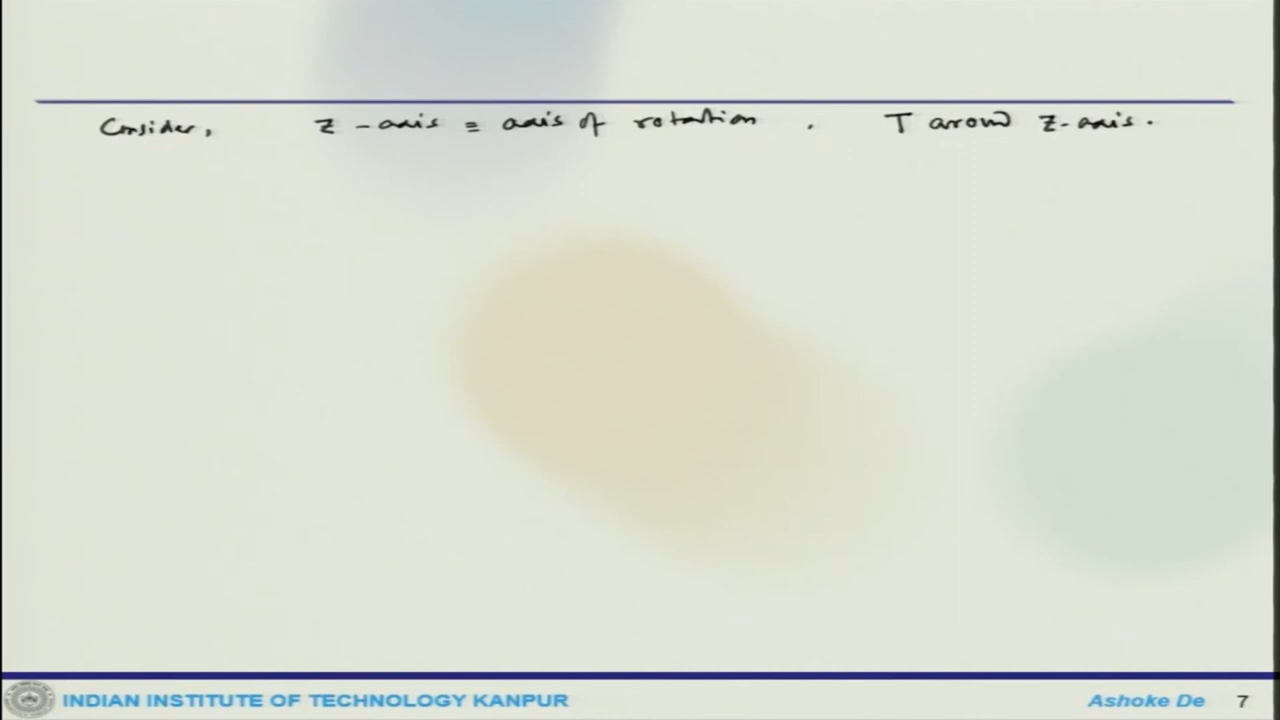 Consider, Z-axis ≡ axis of rotation . T around Z-axis.
INDIAN INSTITUTE OF TECHNOLOGY KANPUR
Ashoke De 7